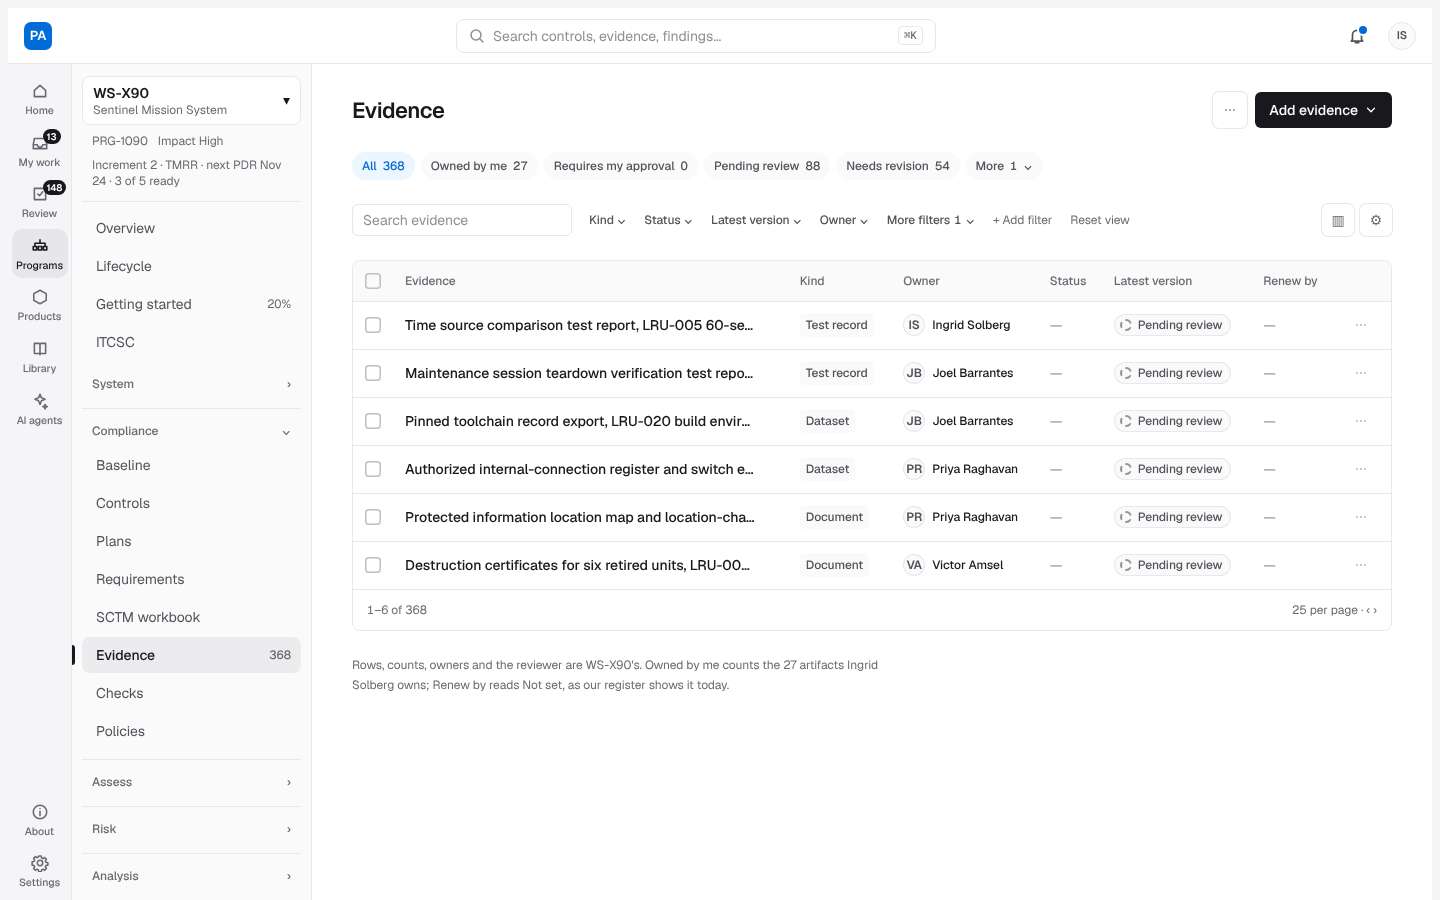 PA
Search controls, evidence, findings...
⌘K
IS
Home
13
My work
148
Review
Programs
Products
Library
AI agents
About
Settings
WS-X90
Sentinel Mission System
PRG-1090 Impact High
Increment 2 · TMRR · next PDR Nov
24 · 3 of 5 ready
Overview
Lifecycle
Getting started 20%
ITCSC
System
Compliance
Baseline
Controls
Plans
Requirements
SCTM workbook
Evidence 368
Checks
Policies
Assess
Risk
Analysis
Evidence
Add evidence
All 368 Owned by me 27 Requires my approval 0 Pending review 88 Needs revision 54 More 1
Search evidence Kind Status Latest version Owner More filters 1 + Add filter Reset view
Evidence Kind Owner Status Latest version Renew by
Time source comparison test report, LRU-005 60-se... Test record IS Ingrid Solberg — Pending review —
Maintenance session teardown verification test repo... Test record JB Joel Barrantes — Pending review —
Pinned toolchain record export, LRU-020 build envir... Dataset JB Joel Barrantes — Pending review —
Authorized internal-connection register and switch e... Dataset PR Priya Raghavan — Pending review —
Protected information location map and location-cha... Document PR Priya Raghavan — Pending review —
Destruction certificates for six retired units, LRU-00... Document VA Victor Amsel — Pending review —
1–6 of 368 25 per page · ‹ ›
Rows, counts, owners and the reviewer are WS-X90's. Owned by me counts the 27 artifacts Ingrid
Solberg owns; Renew by reads Not set, as our register shows it today.